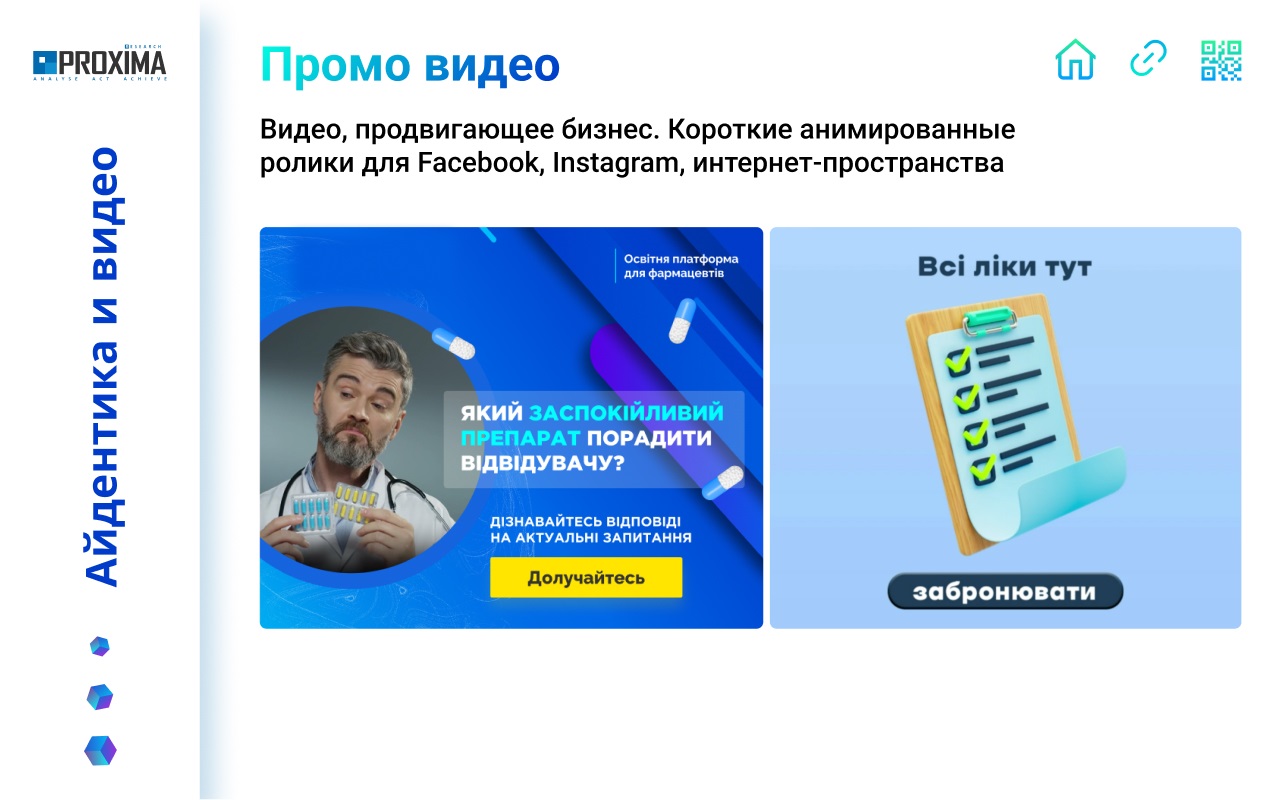 RESEARCH
PROXIMA
ANALYSE ACT ACHIEVE
Айдентика и видео
Промо видео
Видео, продвигающее бизнес. Короткие анимированные
ролики для Facebook, Instagram, интернет-пространства
Освітня платформа
для фармацевтів
ЯКИЙ ЗАСПОКІЙЛИВИЙ
ПРЕПАРАТ ПОРАДИТИ
ВІДВІДУВАЧУ?
ДІЗНАВАЙТЕСЬ ВІДПОВІДІ
НА АКТУАЛЬНІ ЗАПИТАННЯ
Долучайтесь
Всі ліки тут
забронювати